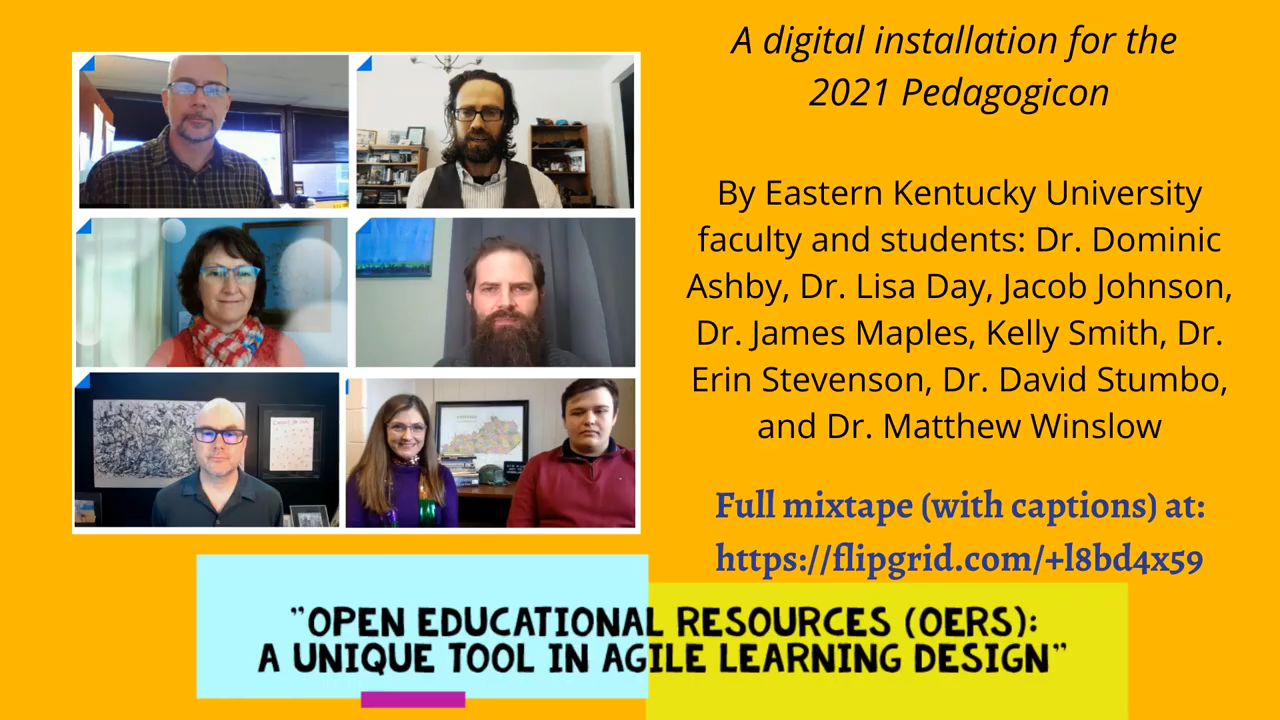 A digital installation for the
2021 Pedagogicon
By Eastern Kentucky University
faculty and students: Dr. Dominic
Ashby, Dr. Lisa Day, Jacob Johnson,
Dr. James Maples, Kelly Smith, Dr.
Erin Stevenson, Dr. David Stumbo,
and Dr. Matthew Winslow
Full mixtape (with captions) at:
https://flipgrid.com/+l8bd4x59
"OPEN EDUCATIONAL RESOURCES (OERS):
A UNIQUE TOOL IN AGILE LEARNING DESIGN"